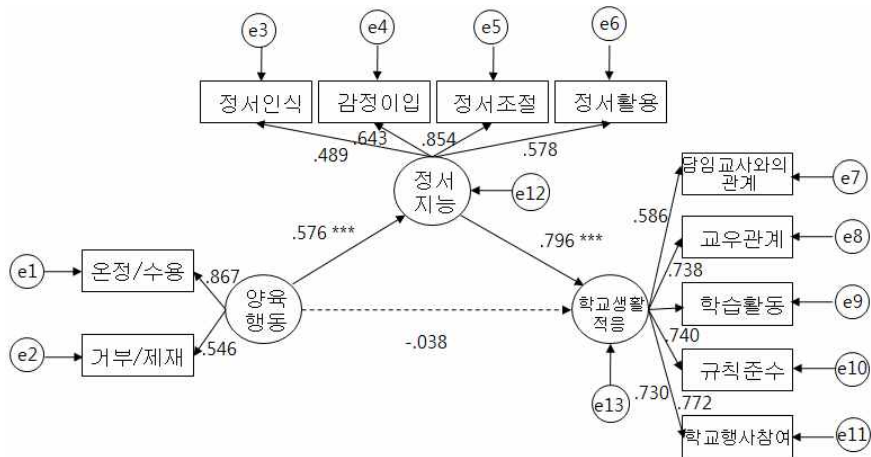 e3
e4
e5
e6
정서인식
감정이입
정서조절
정서활용
.489
.643
.854
.578
정서
지능
e12
담임교사와의
관계
e7
.586
.576 ***
.796 ***
교우관계
e8
.738
e1
온정/수용
.867
양육
행동
학교생활
적응
학습활동
e9
-.038
.740
e2
거부/제재
.546
규칙준수
e10
e13
.730
.772
학교행사참여
e11